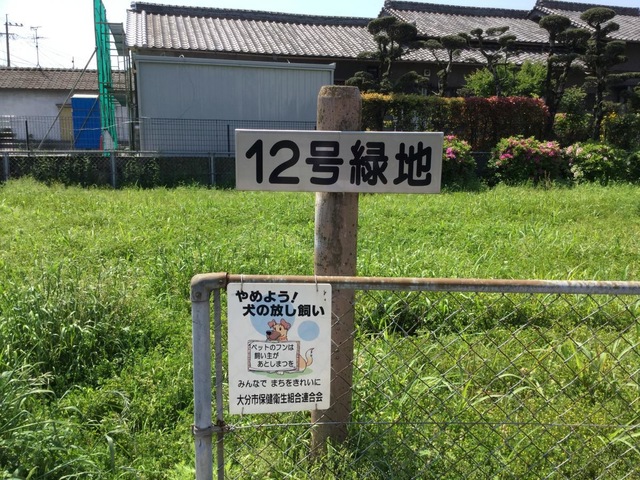 12号緑地
やめよう!
犬の放し飼い
ペットのフンは
飼い主が
あとしまつを
みんなで まちをきれいに
大分市保健衛生組合連合会